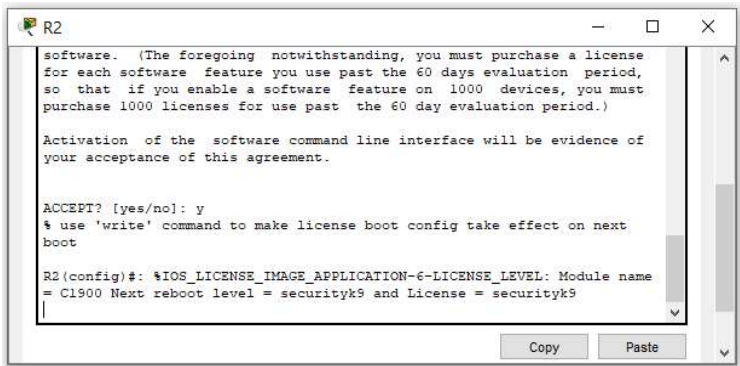 R2
software. (The foregoing notwithstanding, you must purchase a license
for each software feature you use past the 60 days evaluation period,
so that if you enable a software feature on 1000 devices, you must
purchase 1000 licenses for use past the 60 day evaluation period.)
Activation of the software command line interface will be evidence of
your acceptance of this agreement.
ACCEPT? [yes/no]: y
% use 'write' command to make license boot config take effect on next
boot
R2(config)#: %IOS_LICENSE_IMAGE_APPLICATION-6-LICENSE_LEVEL: Module name
= C1900 Next reboot level = securityk9 and License = securityk9
Copy
Paste